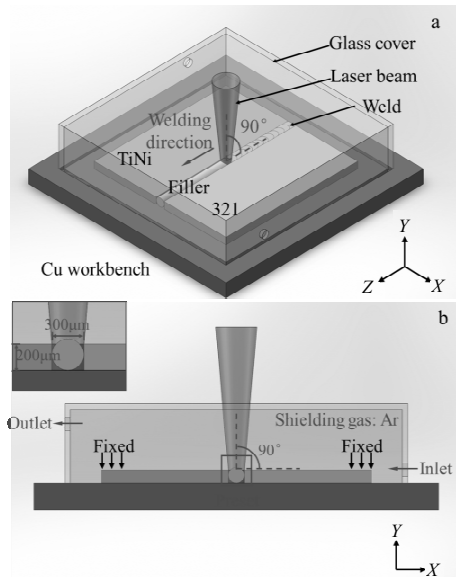 a
Glass cover
Laser beam
Weld
Welding
direction
90°
TiNi
Filler
321
Cu workbench
Y
Z
X
b
300μm
200μm
Outlet
Shielding gas: Ar
Fixed
Fixed
90°
Inlet
Y
X